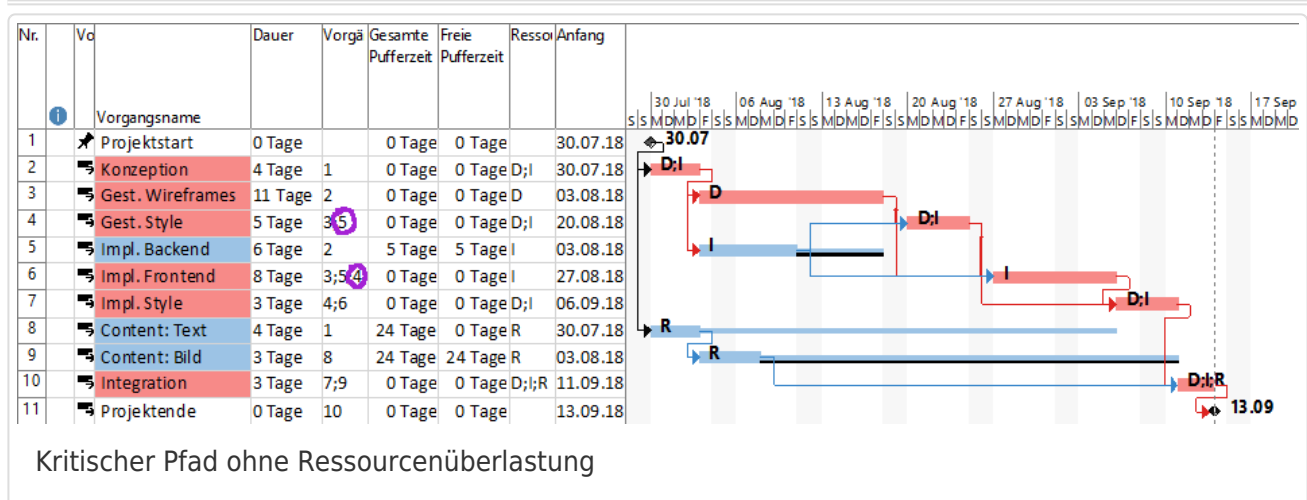 Nr. Vo Dauer Vorgä Gesamte Freie Ressou Anfang
Pufferzeit Pufferzeit
30 Jul '18 06 Aug '18 13 Aug '18 20 Aug '18 27 Aug '18 03 Sep '18 10 Sep '18 17 Sep
i Vorgangsname S S M D M D F S S M D M D F S S M D M D F S S M D M D F S S M D M D F S S M D M D F S S M D M D F S S M D M D
1 Projektstart 0 Tage 0 Tage 0 Tage 30.07.18 30.07
2 Konzeption 4 Tage 1 0 Tage 0 Tage D;I 30.07.18 D;I
3 Gest. Wireframes 11 Tage 2 0 Tage 0 Tage D 03.08.18 D
4 Gest. Style 5 Tage 3;5 0 Tage 0 Tage D;I 20.08.18 D;I
5 Impl. Backend 6 Tage 2 5 Tage 5 Tage I 03.08.18 I
6 Impl. Frontend 8 Tage 3;5;4 0 Tage 0 Tage I 27.08.18 I
7 Impl. Style 3 Tage 4;6 0 Tage 0 Tage D;I 06.09.18 D;I
8 Content: Text 4 Tage 1 24 Tage 0 Tage R 30.07.18 R
9 Content: Bild 3 Tage 8 24 Tage 24 Tage R 03.08.18 R
10 Integration 3 Tage 7;9 0 Tage 0 Tage D;I;R 11.09.18 D;I;R
11 Projektende 0 Tage 10 0 Tage 0 Tage 13.09.18 13.09
Kritischer Pfad ohne Ressourcenüberlastung